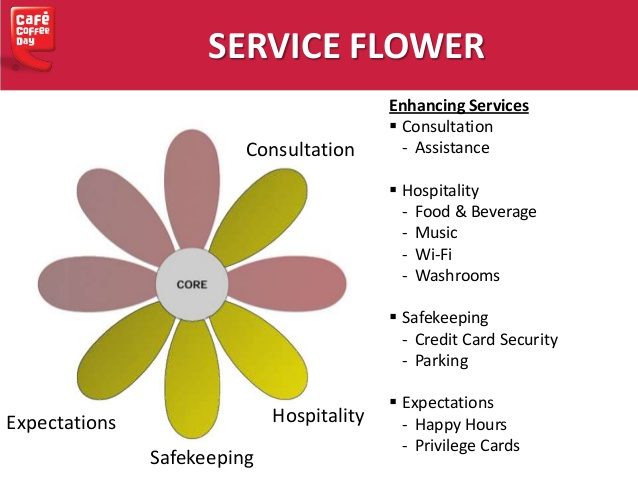 Café
Coffee
Day
SERVICE FLOWER
Consultation
CORE
Expectations
Hospitality
Safekeeping
Enhancing Services
▪ Consultation
- Assistance
▪ Hospitality
- Food & Beverage
- Music
- Wi-Fi
- Washrooms
▪ Safekeeping
- Credit Card Security
- Parking
▪ Expectations
- Happy Hours
- Privilege Cards